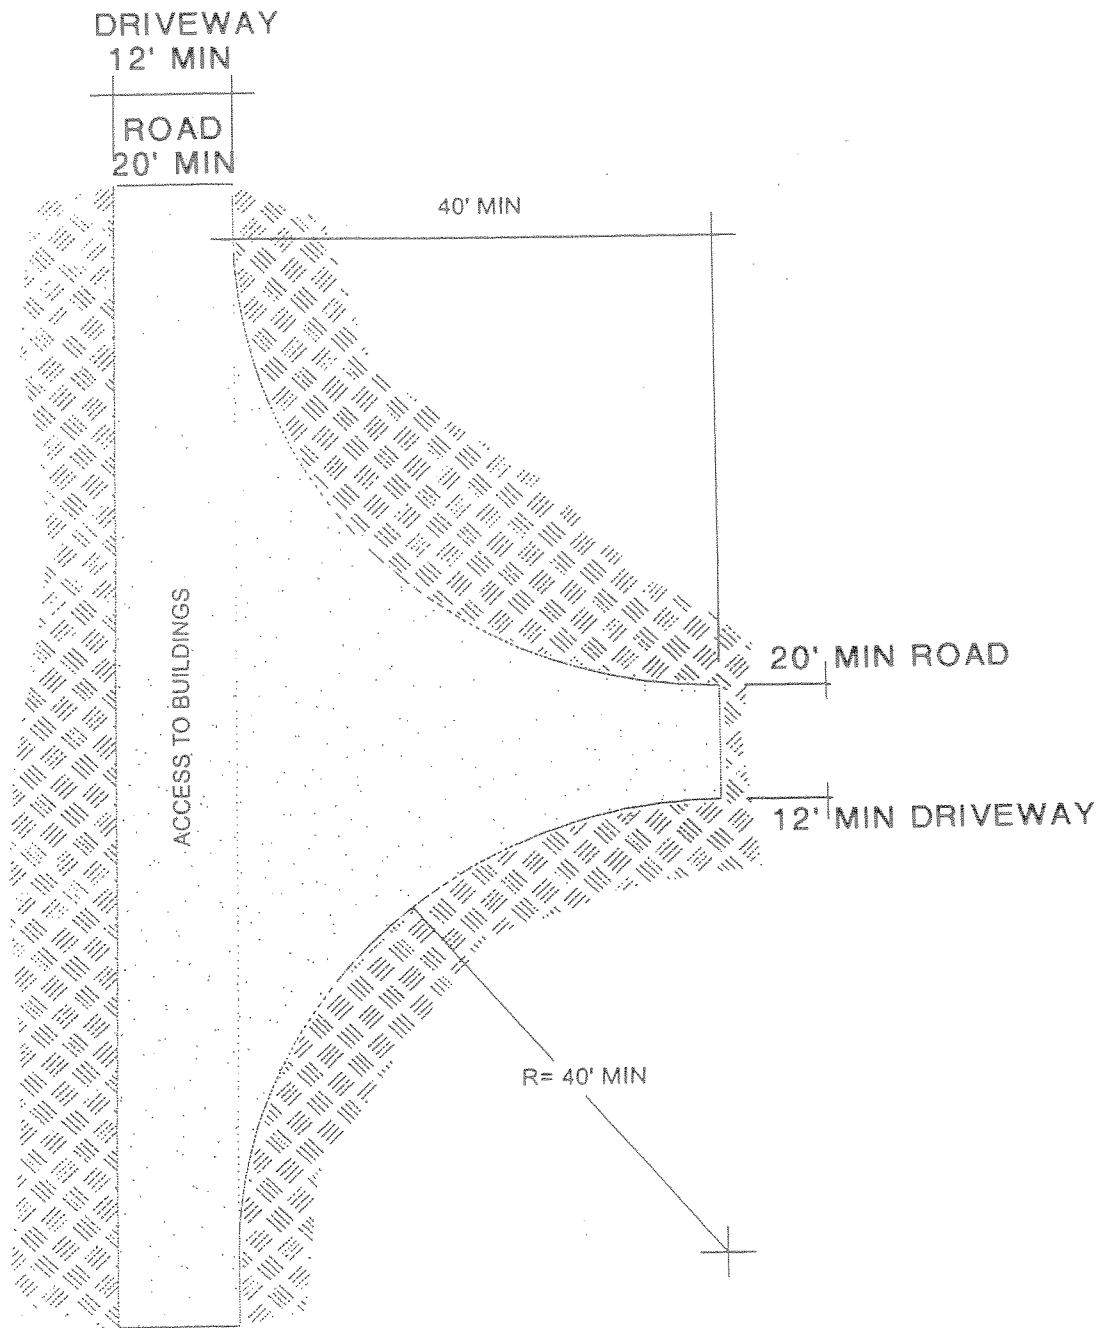 DRIVEWAY
12' MIN
ROAD
20' MIN
40' MIN
ACCESS TO BUILDINGS
20' MIN ROAD
12' MIN DRIVEWAY
R= 40' MIN